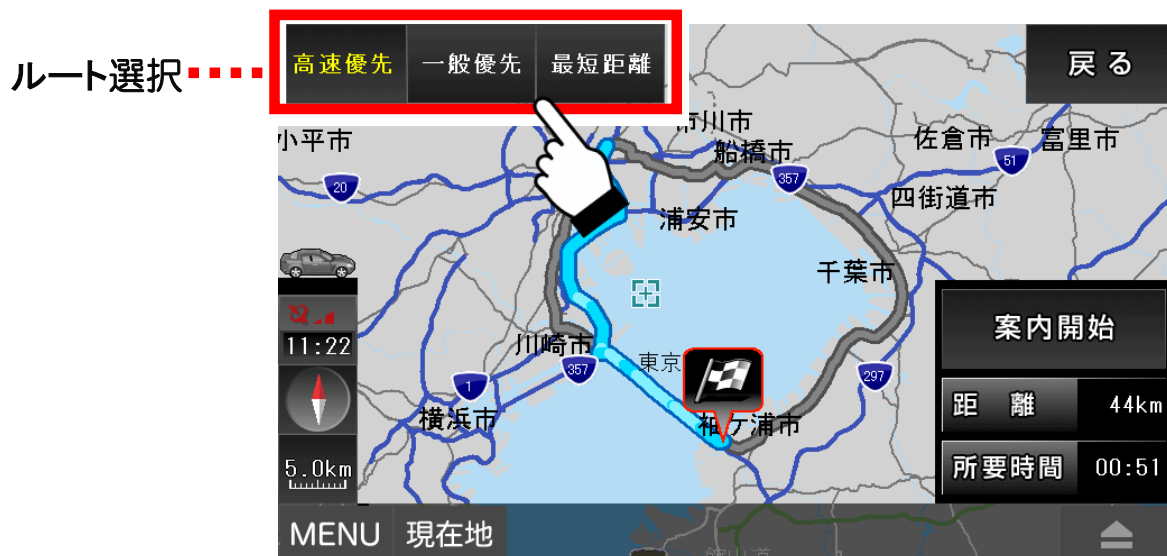 ルート選択
高速優先
一般優先
最短距離
戻る
小平市
市川市
船橋市
佐倉市
富里市
51
20
357
四街道市
浦安市
千葉市
11:22
川崎市
東京
357
297
1
横浜市
袖ケ浦市
案内開始
距離 44km
所要時間 00:51
5.0km
MENU
現在地
館山道